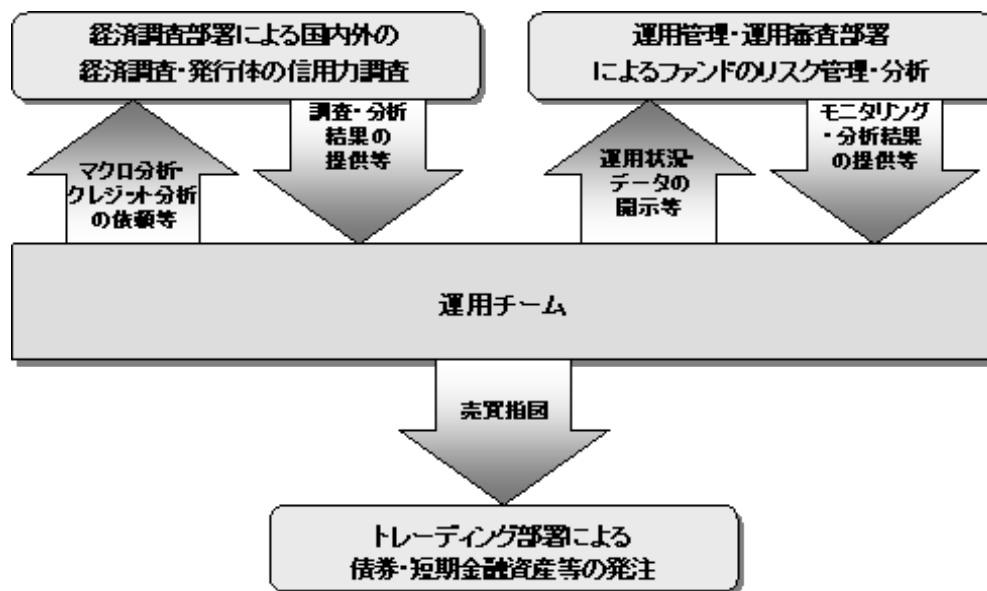 経済調査部署による国内外の
経済調査・発行体の信用力調査
運用管理・運用審査部署
によるファンドのリスク管理・分析
マクロ分析・
クレジット分析
の依頼等
調査・分析
結果の
提供等
運用状況・
データの
開示等
モニタリング
・分析結果
の提供等
運用チーム
売買指図
トレーディング部署による
債券・短期金融資産等の発注